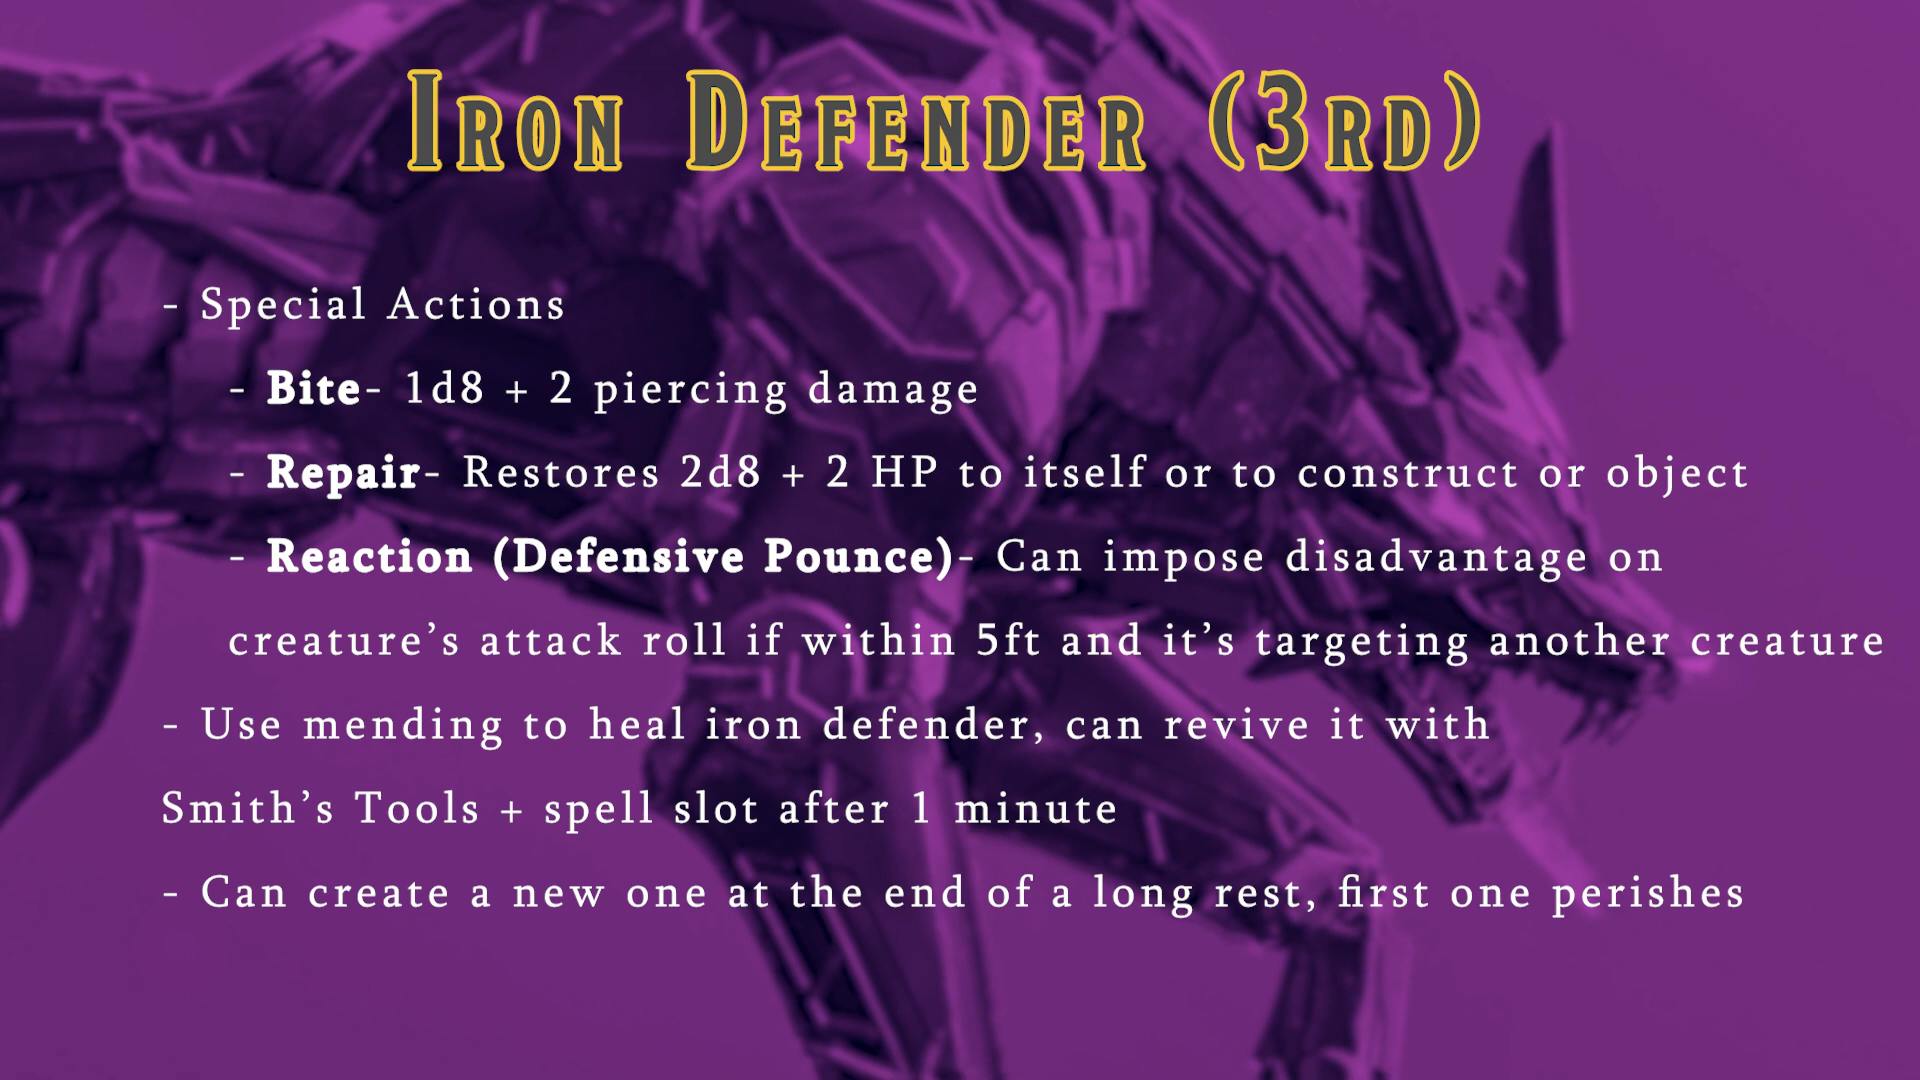 Iron Defender (3rd)
- Special Actions
- Bite- 1d8 + 2 piercing damage
- Repair- Restores 2d8 + 2 HP to itself or to construct or object
- Reaction (Defensive Pounce)- Can impose disadvantage on
creature’s attack roll if within 5ft and it’s targeting another creature
- Use mending to heal iron defender, can revive it with
Smith’s Tools + spell slot after 1 minute
- Can create a new one at the end of a long rest, first one perishes